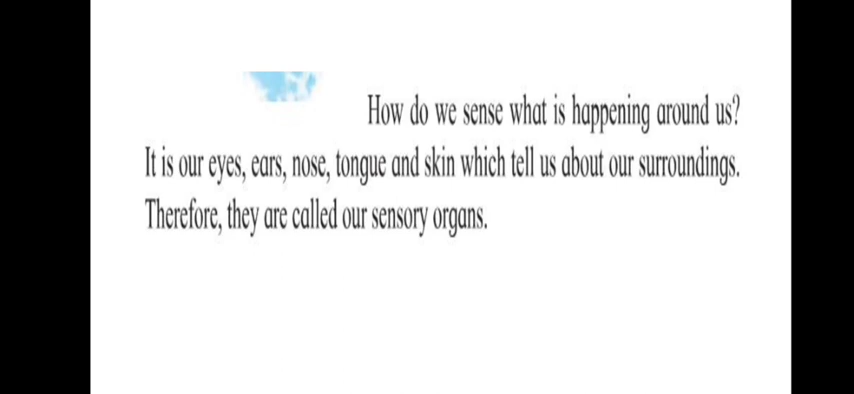 How do we sense what is happening around us?
It is our eyes, ears, nose, tongue and skin which tell us about our surroundings.
Therefore, they are called our sensory organs.